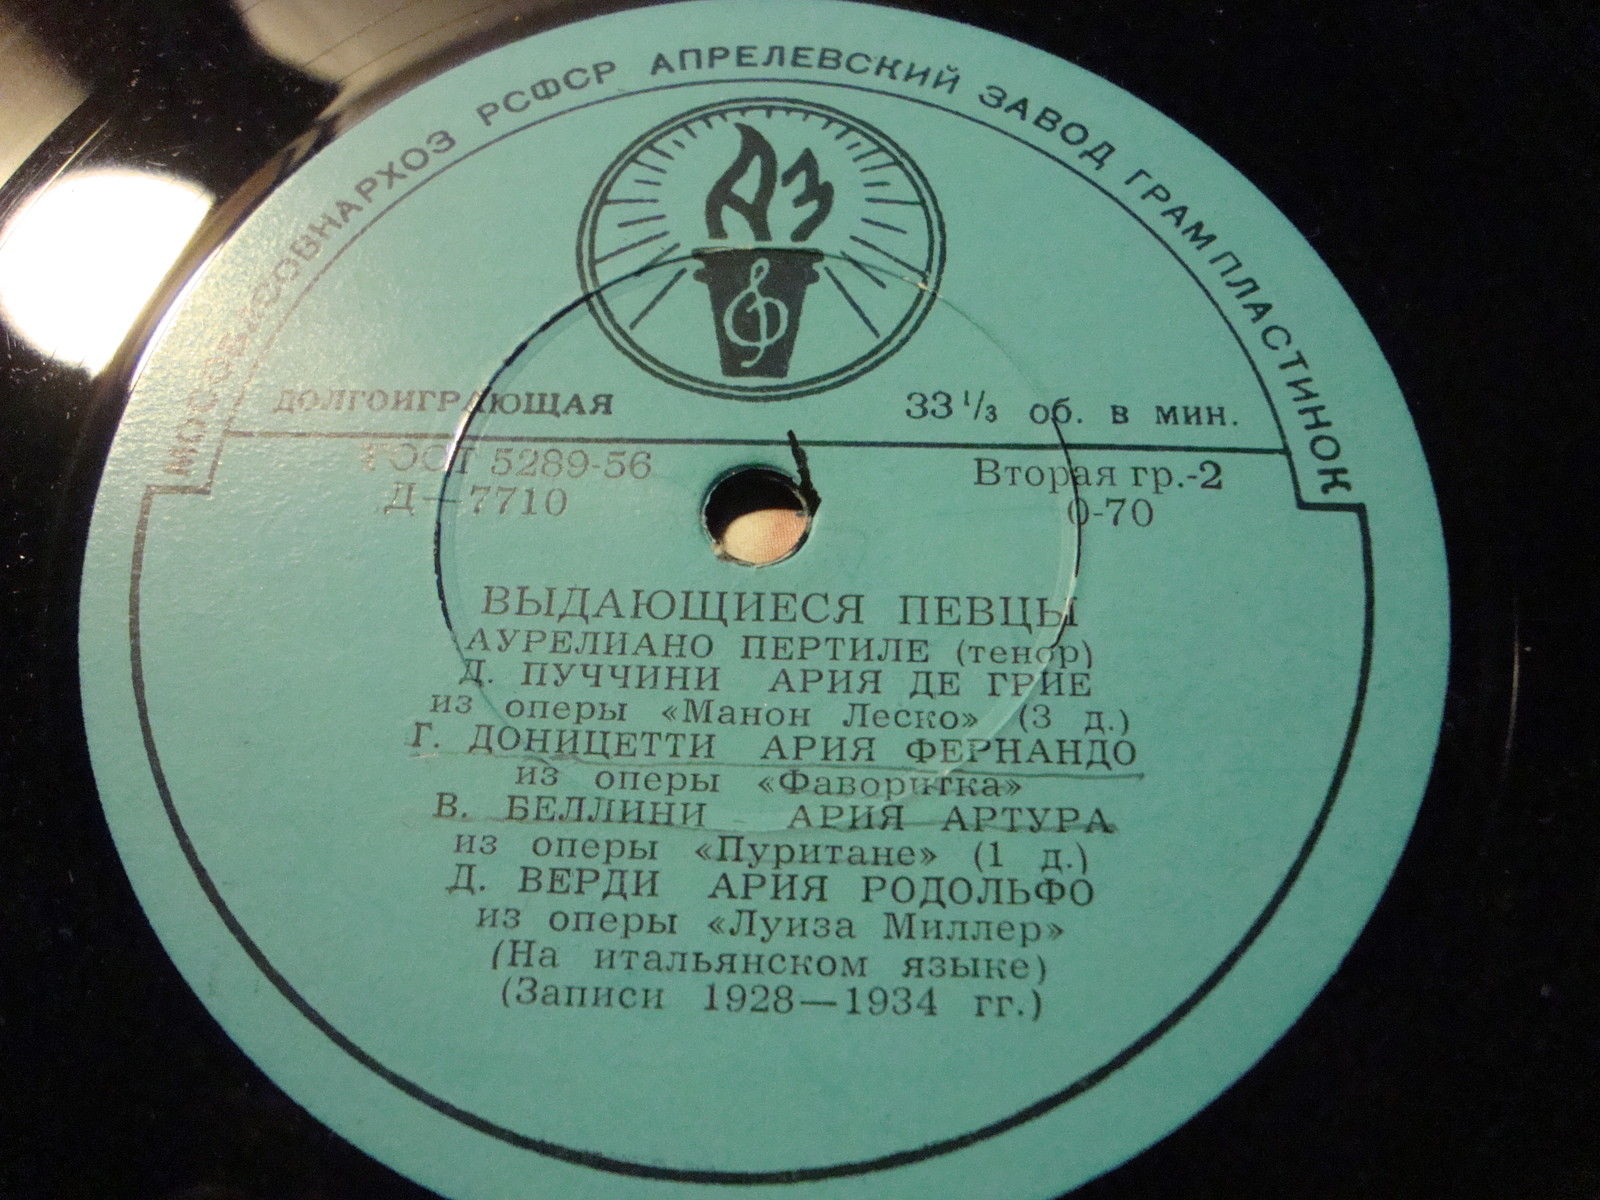 МОСОБЛСОВНАРХОЗ РСФСР АПРЕЛЕВСКИЙ ЗАВОД ГРАМПЛАСТИНОК
АЗ
ДОЛГОИГРАЮЩАЯ 33 1/3 об. в мин.
ГОСТ 5289-56 Вторая гр.-2
Д—7710 0-70
ВЫДАЮЩИЕСЯ ПЕВЦЫ
АУРЕЛИАНО ПЕРТИЛЕ (тенор)
Д. ПУЧЧИНИ АРИЯ ДЕ ГРИЕ
из оперы «Манон Леско» (3 д.)
Г. ДОНИЦЕТТИ АРИЯ ФЕРНАНДО
из оперы «Фаворитка»
В. БЕЛЛИНИ АРИЯ АРТУРА
из оперы «Пуритане» (1 д.)
Д. ВЕРДИ АРИЯ РОДОЛЬФО
из оперы «Луиза Миллер»
(На итальянском языке)
(Записи 1928—1934 гг.)